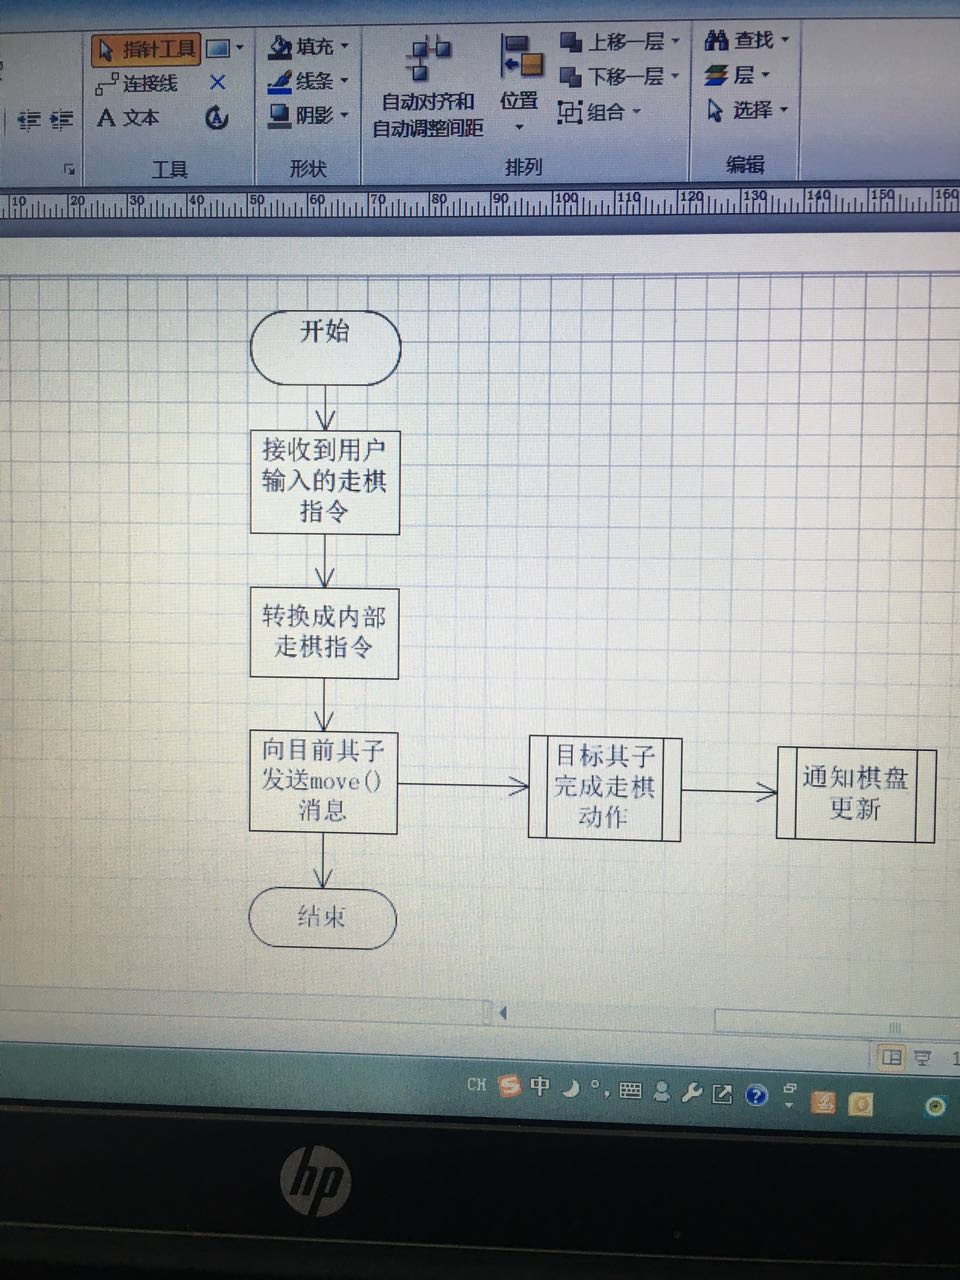 指针工具
连接线
A 文本
工具
填充
线条
阴影
形状
自动对齐和
自动调整间距
位置
上移一层
下移一层
组合
排列
查找
层
选择
编辑
10 20 30 40 50 60 70 80 90 100 110 120 130 140 150 160
开始
接收到用户
输入的走棋
指令
转换成内部
走棋指令
向目前其子
发送move()
消息
目标其子
完成走棋
动作
通知棋盘
更新
结束
CH S 中
hp